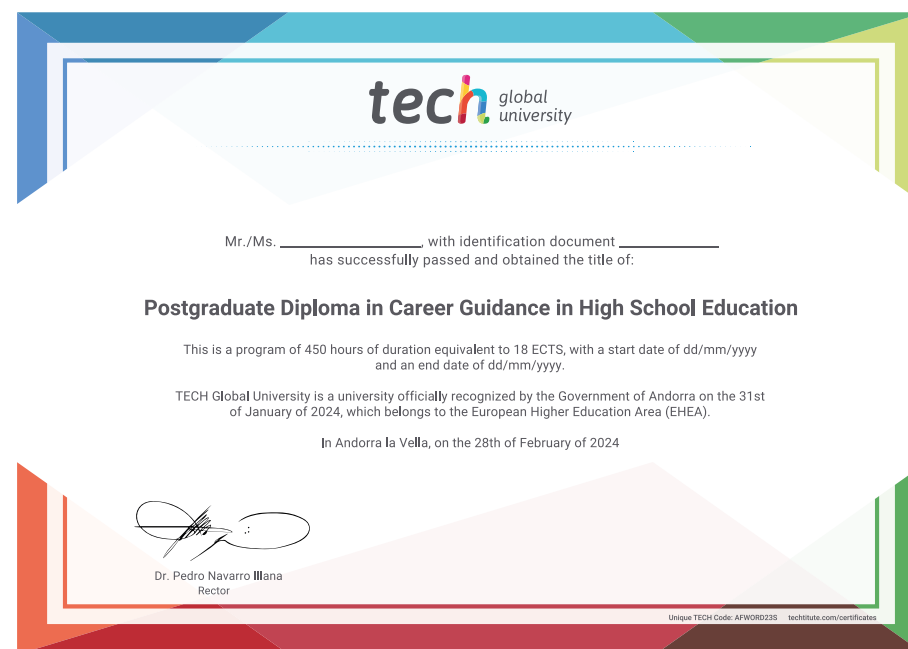 tech global
university
Mr./Ms. ____________________, with identification document ______________
has successfully passed and obtained the title of:
Postgraduate Diploma in Career Guidance in High School Education
This is a program of 450 hours of duration equivalent to 18 ECTS, with a start date of dd/mm/yyyy
and an end date of dd/mm/yyyy.
TECH Global University is a university officially recognized by the Government of Andorra on the 31st
of January of 2024, which belongs to the European Higher Education Area (EHEA).
In Andorra la Vella, on the 28th of February of 2024
Dr. Pedro Navarro Illana
Rector
Unique TECH Code: AFWORD23S techtitute.com/certificates